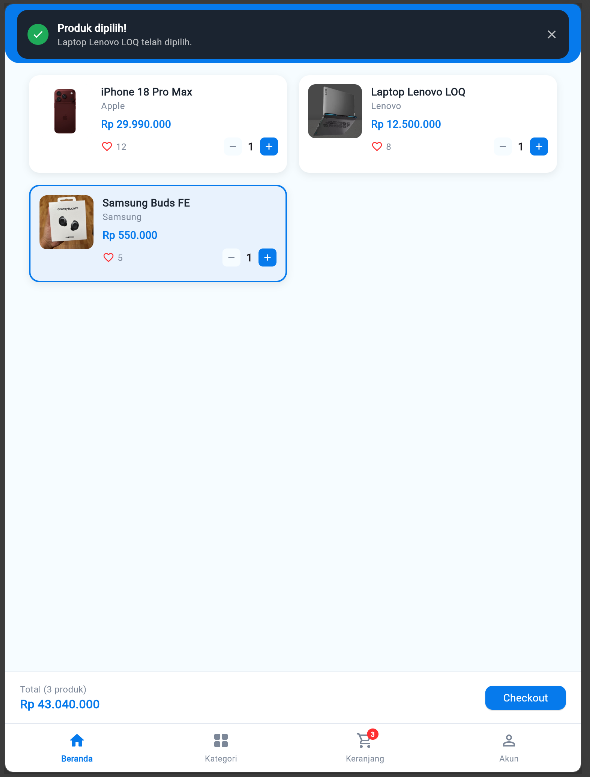 Produk dipilih!
Laptop Lenovo LOQ telah dipilih.
iPhone 18 Pro Max
Apple
Rp 29.990.000
12
− 1 +
Laptop Lenovo LOQ
Lenovo
Rp 12.500.000
8
− 1 +
Samsung Buds FE
Samsung
Rp 550.000
5
− 1 +
Total (3 produk)
Rp 43.040.000
Checkout
3
Beranda
Kategori
Keranjang
Akun